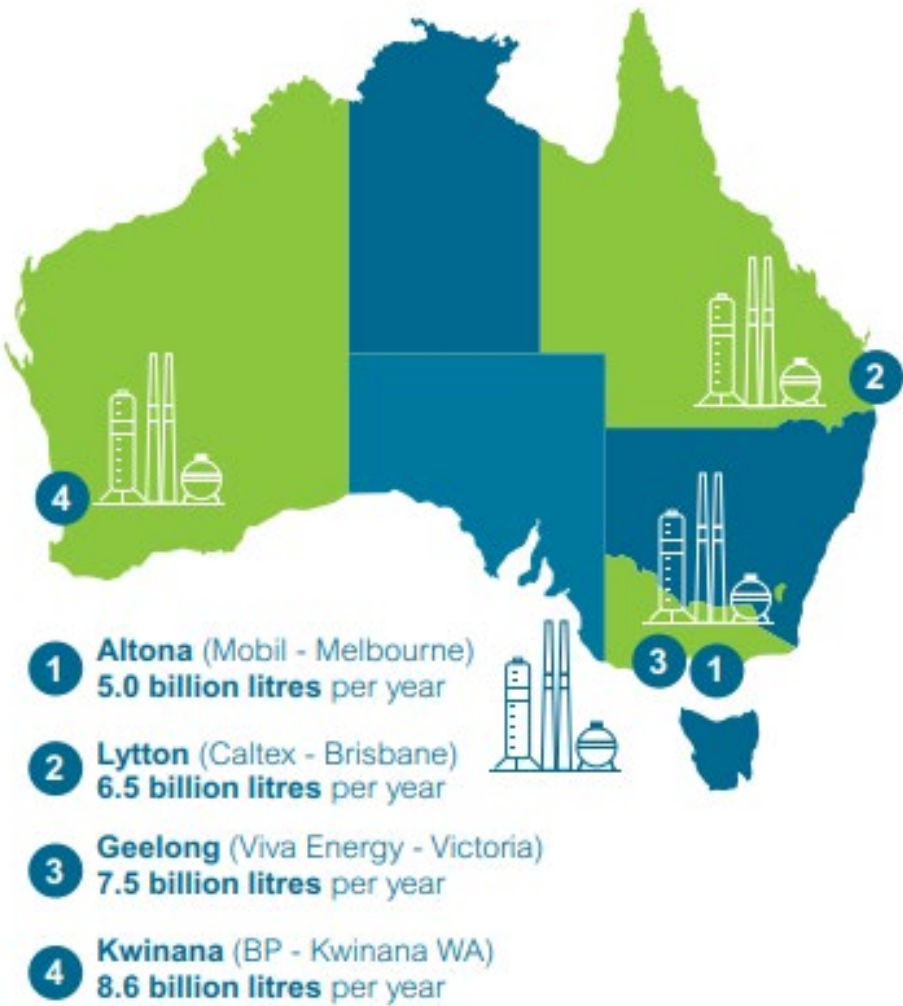 2
4
3 1
1 Altona (Mobil - Melbourne)
5.0 billion litres per year
2 Lytton (Caltex - Brisbane)
6.5 billion litres per year
3 Geelong (Viva Energy - Victoria)
7.5 billion litres per year
4 Kwinana (BP - Kwinana WA)
8.6 billion litres per year